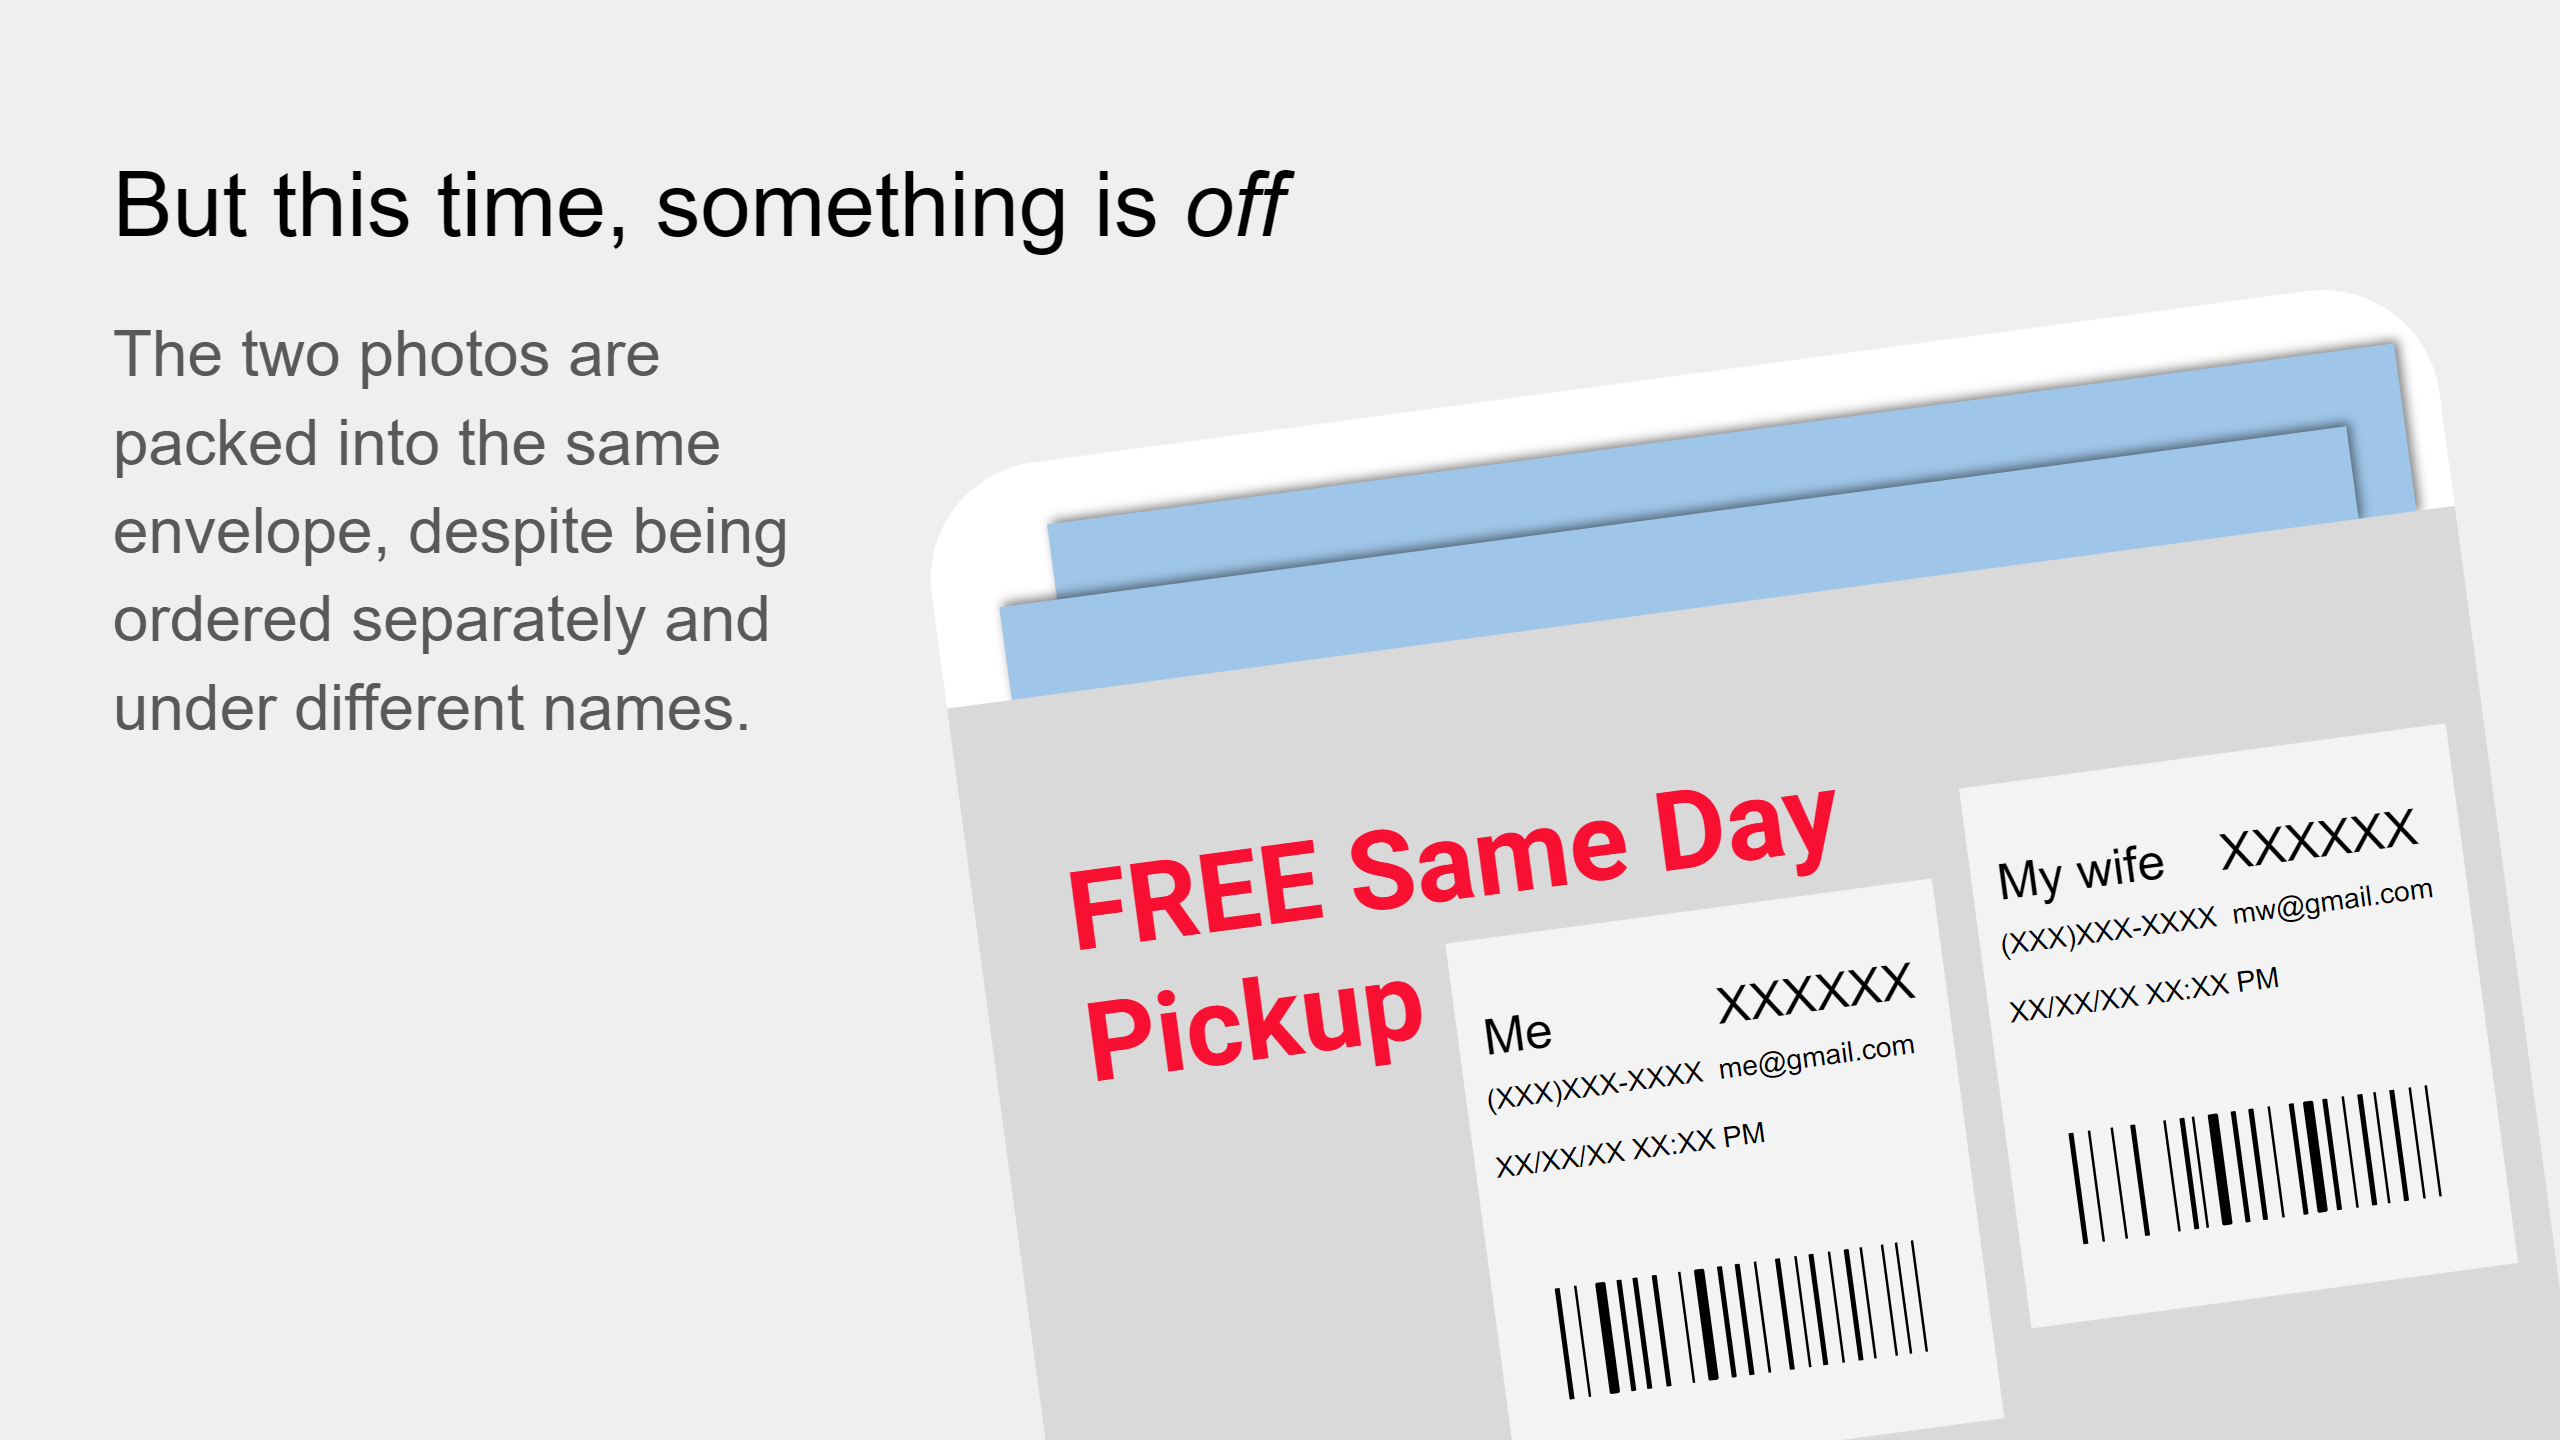 But this time, something is off
The two photos are
packed into the same
envelope, despite being
ordered separately and
under different names.
FREE Same Day
Pickup
Me XXXXXX
(XXX)XXX-XXXX me@gmail.com
XX/XX/XX XX:XX PM
My wife XXXXXX
(XXX)XXX-XXXX mw@gmail.com
XX/XX/XX XX:XX PM